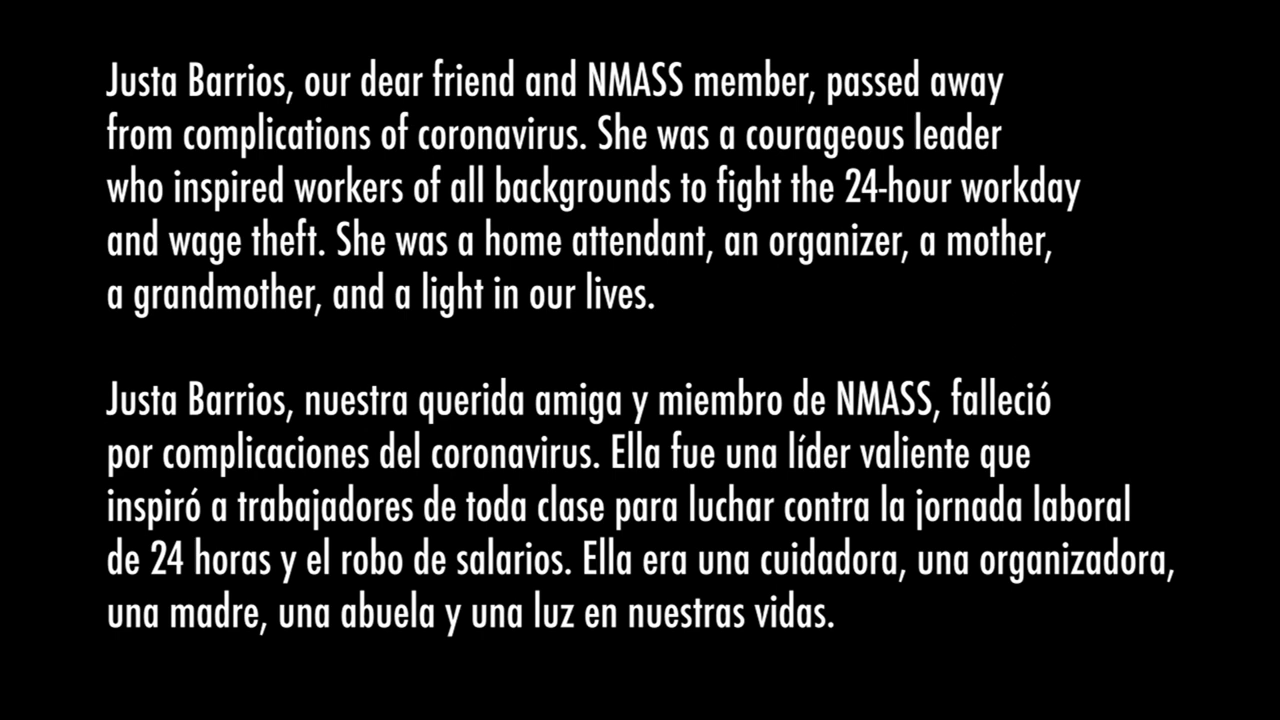 Justa Barrios, our dear friend and NMASS member, passed away
from complications of coronavirus. She was a courageous leader
who inspired workers of all backgrounds to fight the 24-hour workday
and wage theft. She was a home attendant, an organizer, a mother,
a grandmother, and a light in our lives.
Justa Barrios, nuestra querida amiga y miembro de NMASS, falleció
por complicaciones del coronavirus. Ella fue una líder valiente que
inspiró a trabajadores de toda clase para luchar contra la jornada laboral
de 24 horas y el robo de salarios. Ella era una cuidadora, una organizadora,
una madre, una abuela y una luz en nuestras vidas.